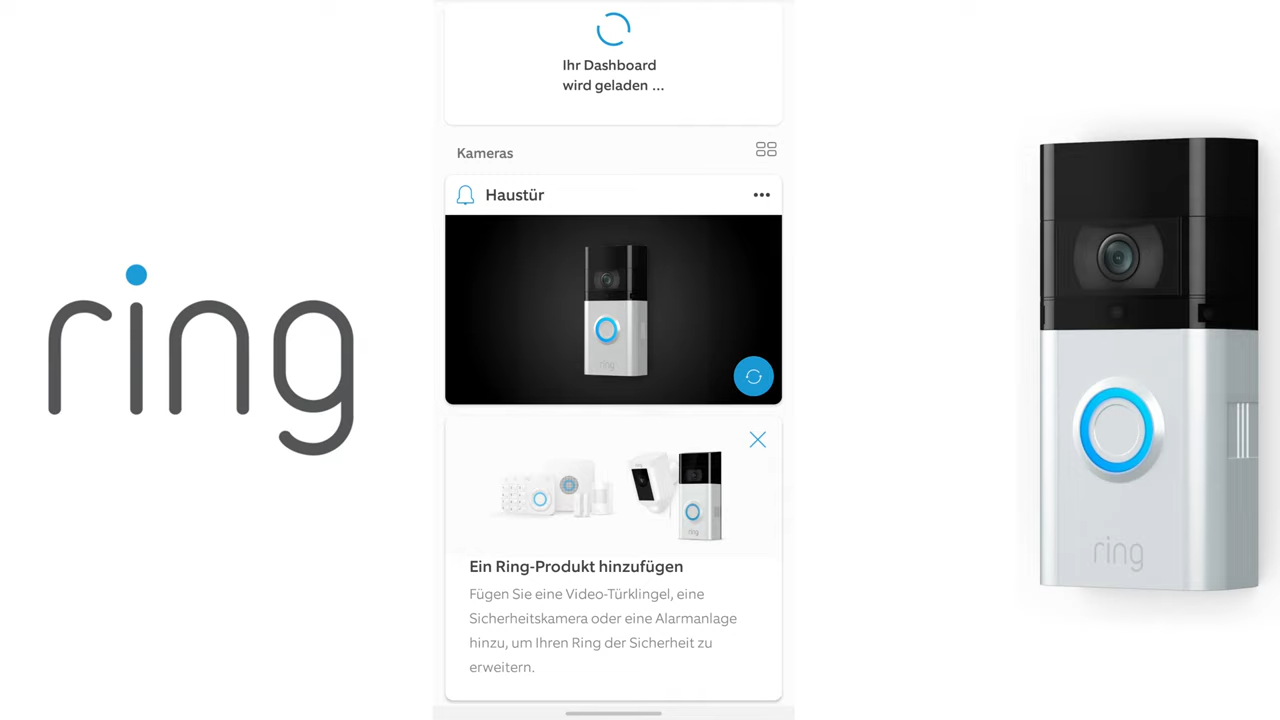 Ihr Dashboard
wird geladen ...
Kameras
Haustür
ring
ring
ring
ring
Ein Ring-Produkt hinzufügen
Fügen Sie eine Video-Türklingel, eine
Sicherheitskamera oder eine Alarmanlage
hinzu, um Ihren Ring der Sicherheit zu
erweitern.